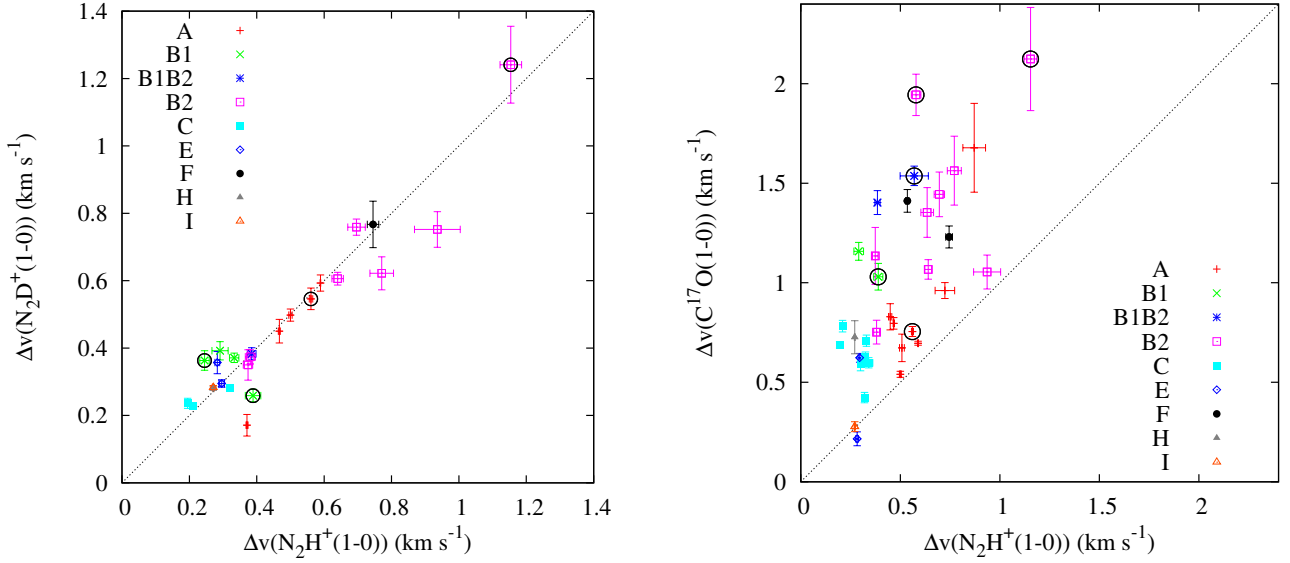 1.4
1.2
1
0.8
0.6
0.4
0.2
0
0
0.2
0.4
0.6
0.8
1
1.2
1.4
Δv(N₂D⁺(1-0)) (km s⁻¹)
Δv(N₂H⁺(1-0)) (km s⁻¹)
A
B1
B1B2
B2
C
E
F
H
I
2
1.5
1
0.5
0
0
0.5
1
1.5
2
Δv(C¹⁷O(1-0)) (km s⁻¹)
Δv(N₂H⁺(1-0)) (km s⁻¹)
A
B1
B1B2
B2
C
E
F
H
I